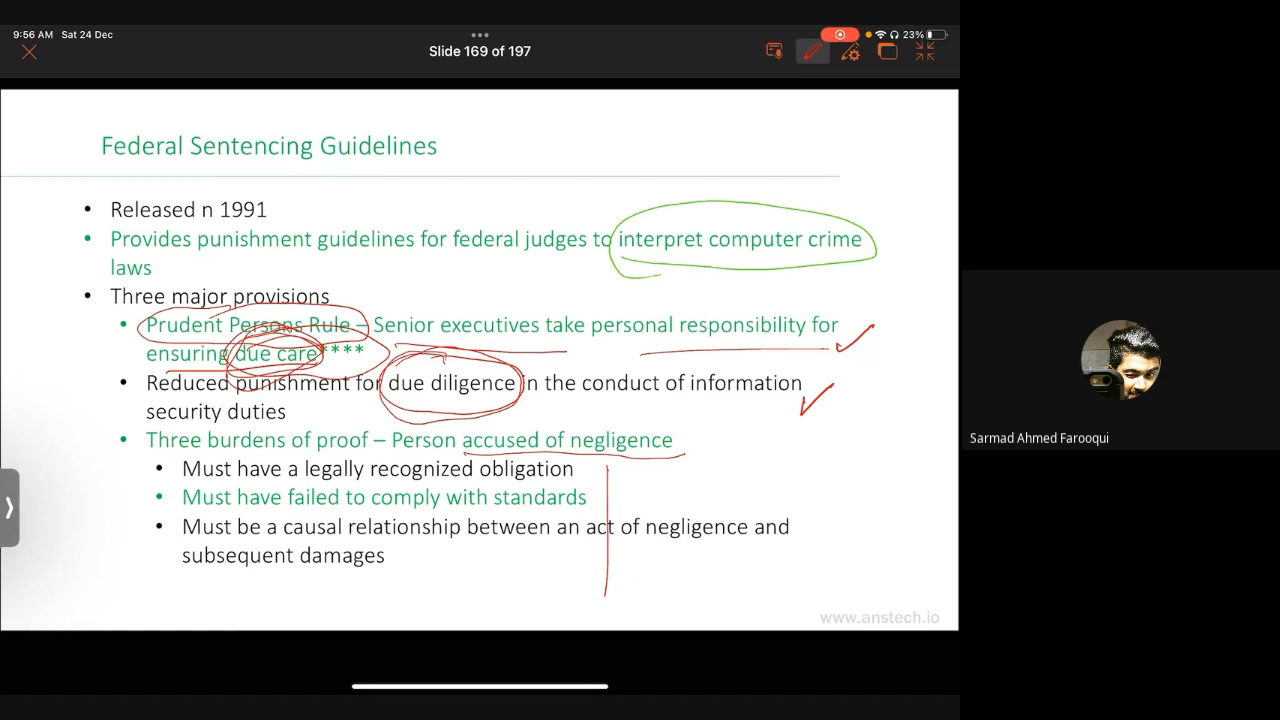 9:56 AM Sat 24 Dec
23%
Slide 169 of 197
Federal Sentencing Guidelines
• Released n 1991
• Provides punishment guidelines for federal judges to interpret computer crime
laws
• Three major provisions
• Prudent Persons Rule – Senior executives take personal responsibility for
ensuring due care****
• Reduced punishment for due diligence in the conduct of information
security duties
• Three burdens of proof – Person accused of negligence
• Must have a legally recognized obligation
• Must have failed to comply with standards
• Must be a causal relationship between an act of negligence and
subsequent damages
www.anstech.io
Sarmad Ahmed Farooqui